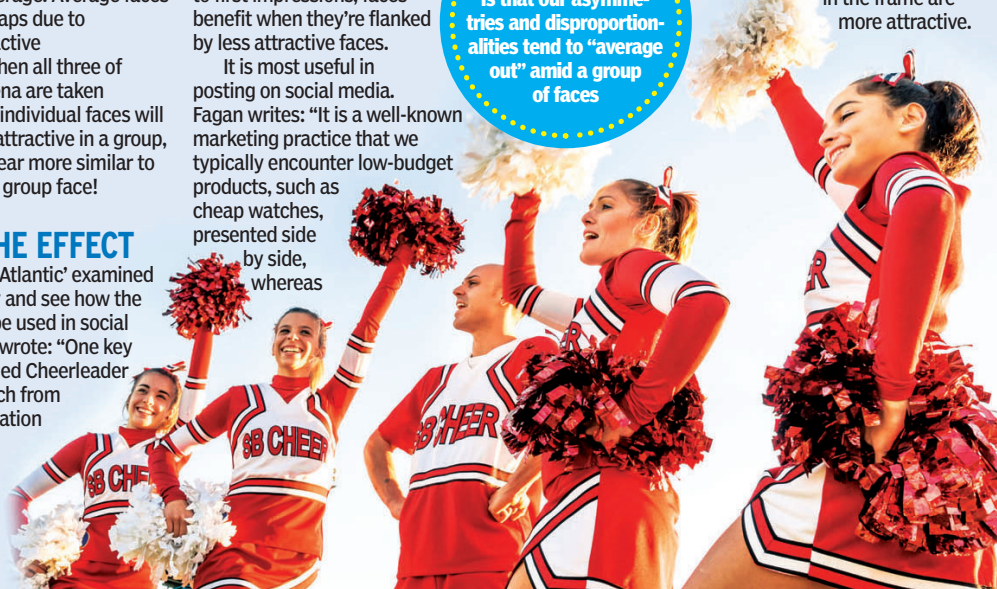 Average faces
aps due to
ctive
hen all three of
na are taken
individual faces will
attractive in a group,
ear more similar to
group face!
HE EFFECT
Atlantic' examined
and see how the
be used in social
wrote: “One key
ed Cheerleader
ch from
ation
to first impressions, faces
benefit when they're flanked
by less attractive faces.
It is most useful in
posting on social media.
Fagan writes: “It is a well-known
marketing practice that we
typically encounter low-budget
products, such as
cheap watches,
presented side
by side,
whereas
is that our asymme-
tries and disproportion-
alities tend to “average
out” amid a group
of faces
in the frame are
more attractive.
SB CHE
SB CHEER
SB CHEER
R
ER